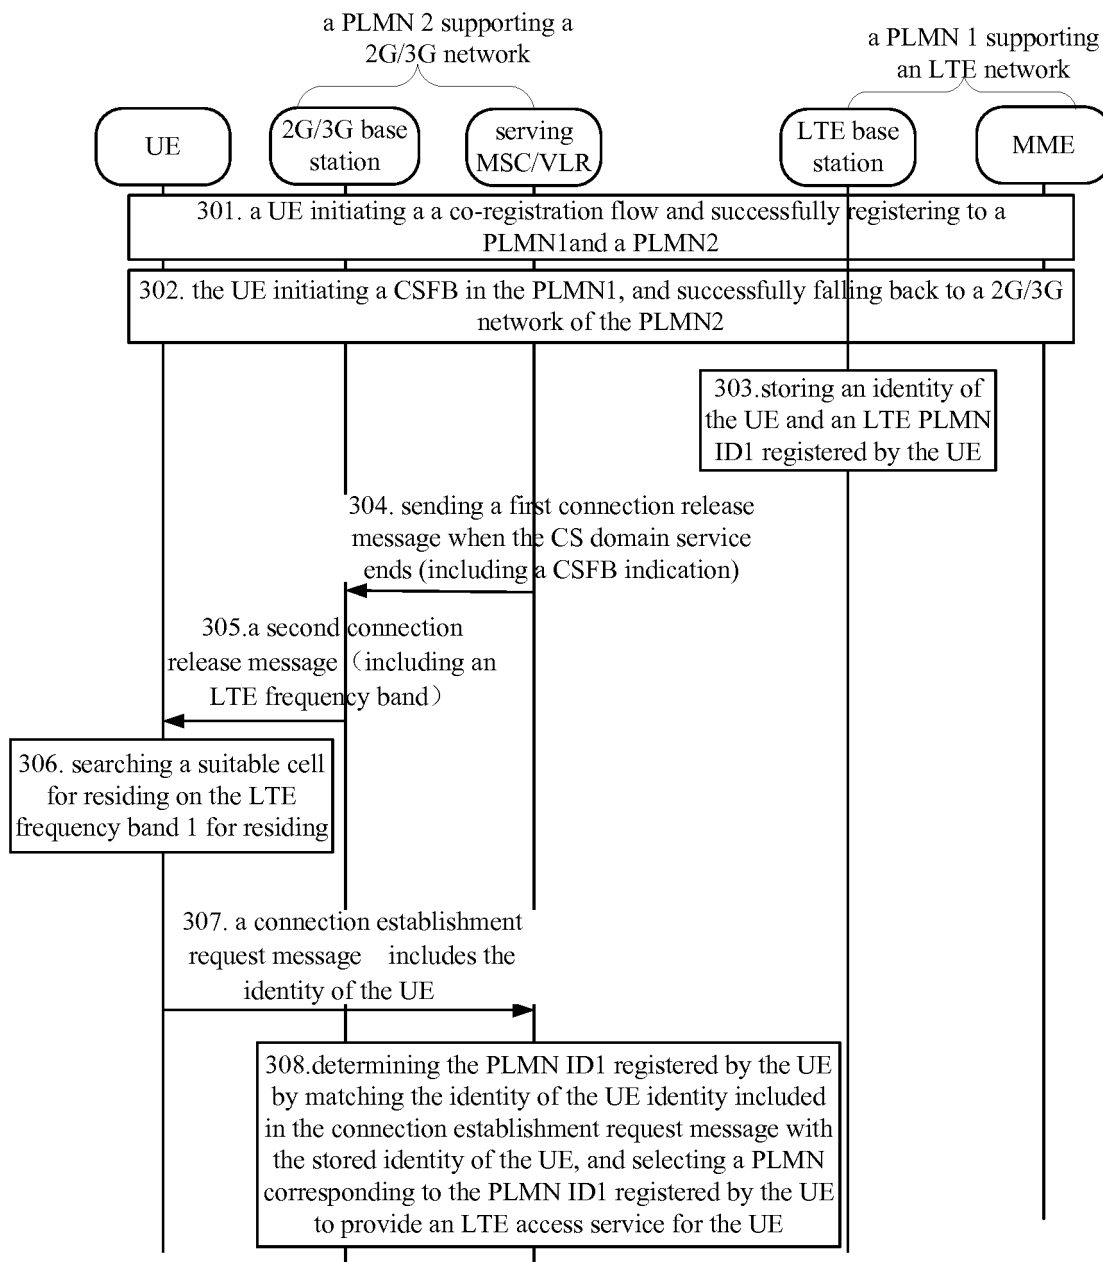 a PLMN 2 supporting a
2G/3G network
a PLMN 1 supporting
an LTE network
UE
2G/3G base
station
serving
MSC/VLR
LTE base
station
MME
301. a UE initiating a a co-registration flow and successfully registering to a
PLMN1and a PLMN2
302. the UE initiating a CSFB in the PLMN1, and successfully falling back to a 2G/3G
network of the PLMN2
303.storing an identity of
the UE and an LTE PLMN
ID1 registered by the UE
304. sending a first connection release
message when the CS domain service
ends (including a CSFB indication)
305.a second connection
release message（including an
LTE frequency band）
306. searching a suitable cell
for residing on the LTE
frequency band 1 for residing
307. a connection establishment
request message includes the
identity of the UE
308.determining the PLMN ID1 registered by the UE
by matching the identity of the UE identity included
in the connection establishment request message with
the stored identity of the UE, and selecting a PLMN
corresponding to the PLMN ID1 registered by the UE
to provide an LTE access service for the UE